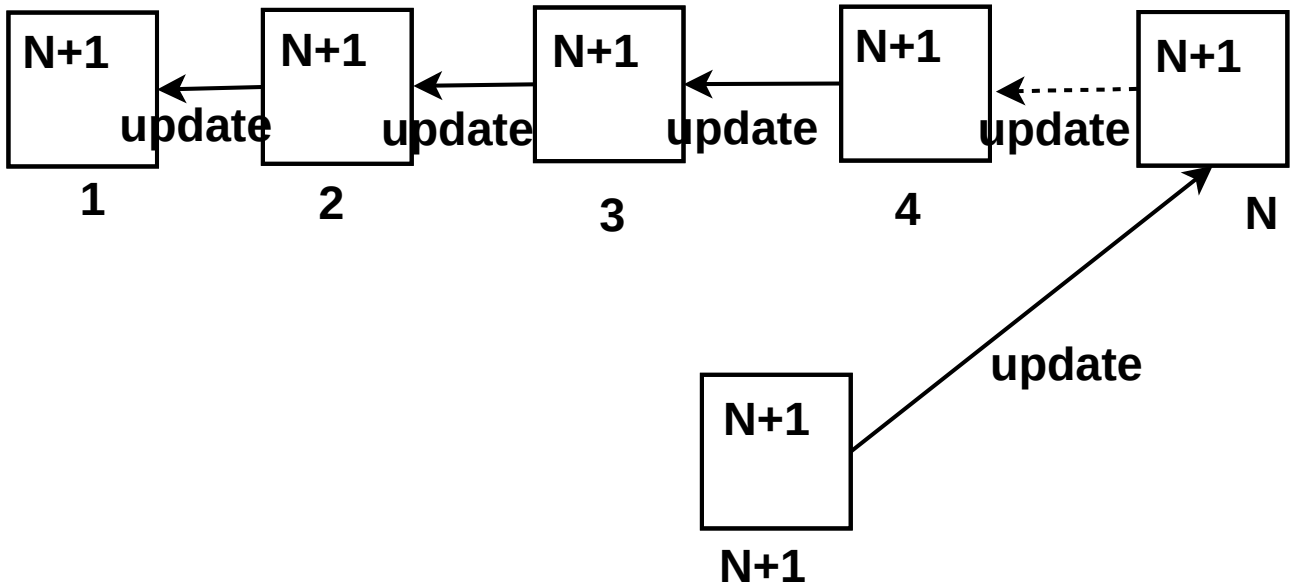 N+1 N+1 N+1 N+1 N+1
update update update update
1 2 3 4 N
update
N+1
N+1